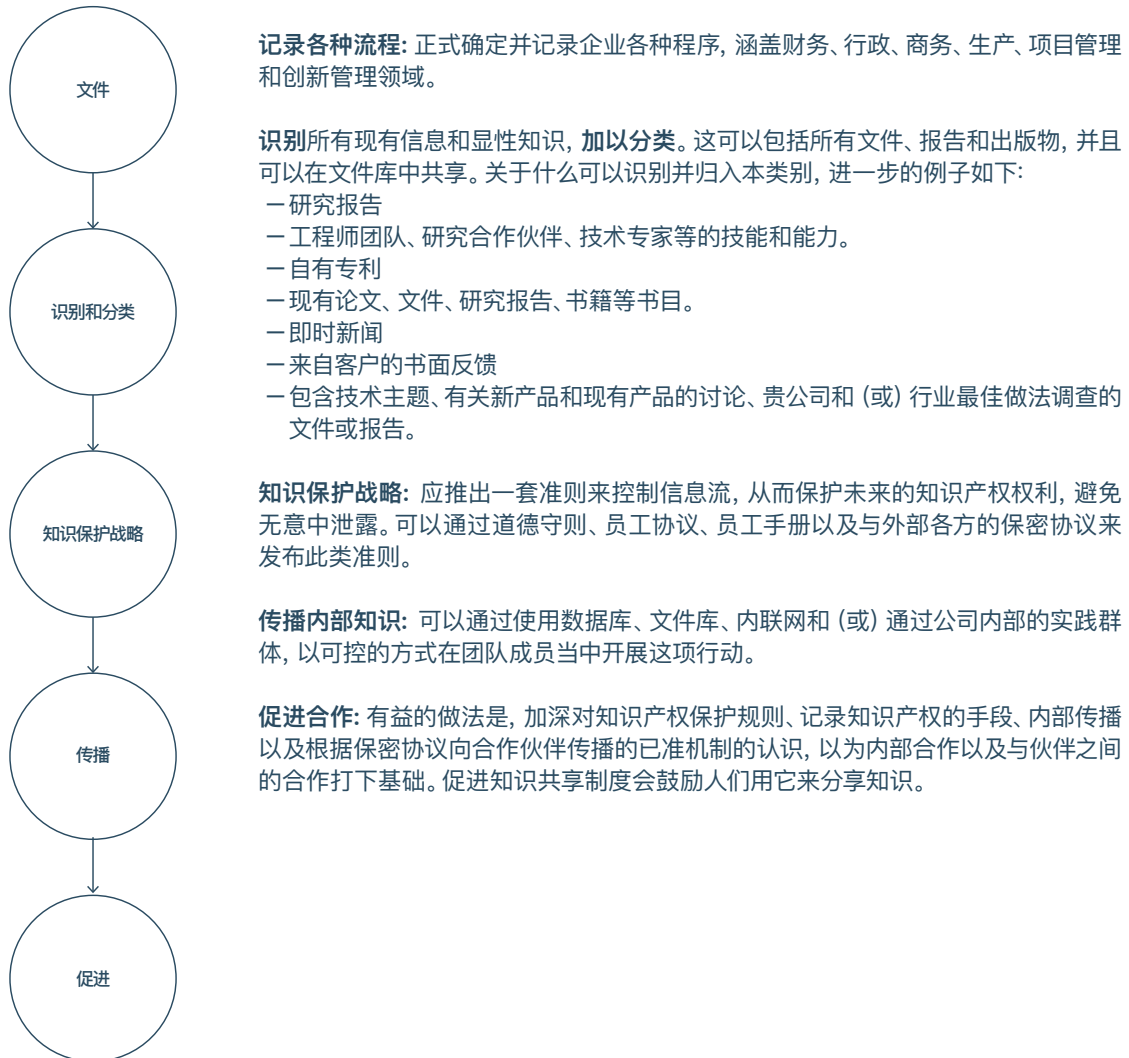 文件
识别和分类
知识保护战略
传播
促进
记录各种流程: 正式确定并记录企业各种程序, 涵盖财务、行政、商务、生产、项目管理
和创新管理领域。
识别所有现有信息和显性知识, 加以分类。这可以包括所有文件、报告和出版物, 并且
可以在文件库中共享。关于什么可以识别并归入本类别, 进一步的例子如下:
— 研究报告
— 工程师团队、研究合作伙伴、技术专家等的技能和能力。
— 自有专利
— 现有论文、文件、研究报告、书籍等书目。
— 即时新闻
— 来自客户的书面反馈
— 包含技术主题、有关新产品和现有产品的讨论、贵公司和 (或) 行业最佳做法调查的
文件或报告。
知识保护战略: 应推出一套准则来控制信息流, 从而保护未来的知识产权权利, 避免
无意中泄露。可以通过道德守则、员工协议、员工手册以及与外部各方的保密协议来
发布此类准则。
传播内部知识: 可以通过使用数据库、文件库、内联网和 (或) 通过公司内部的实践群
体, 以可控的方式在团队成员当中开展这项行动。
促进合作: 有益的做法是, 加深对知识产权保护规则、记录知识产权的手段、内部传播
以及根据保密协议向合作伙伴传播的已准机制的认识, 以为内部合作以及与伙伴之间
的合作打下基础。促进知识共享制度会鼓励人们用它来分享知识。